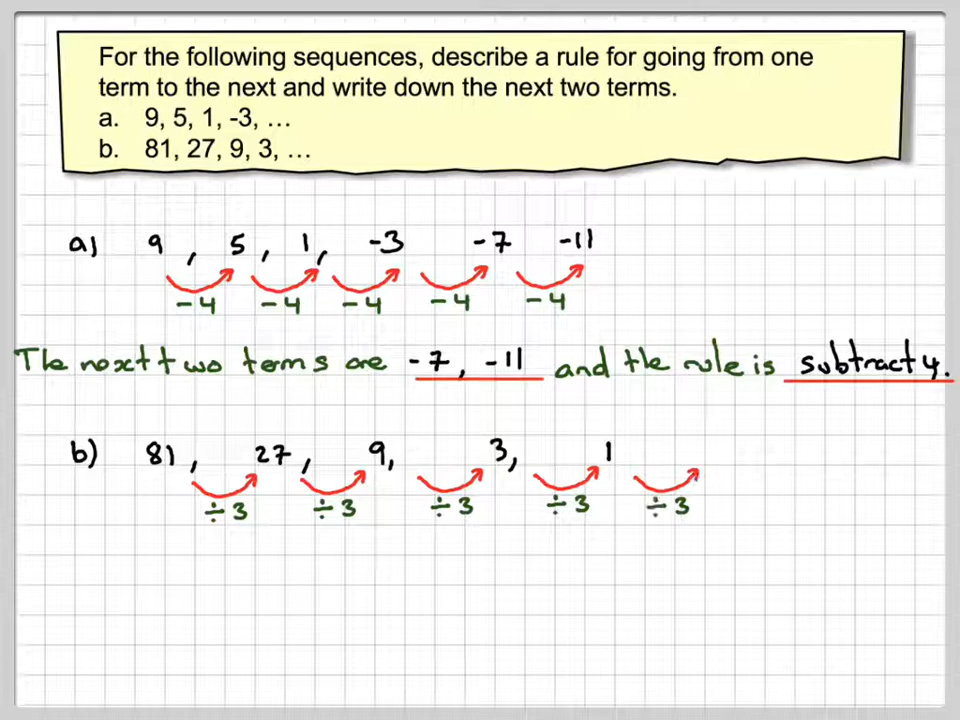 For the following sequences, describe a rule for going from one
term to the next and write down the next two terms.
a. 9, 5, 1, -3, …
b. 81, 27, 9, 3, …
a) 9 , 5 , 1 , -3 -7 -11
-4 -4 -4 -4 -4
The next two terms are -7, -11 and the rule is subtract 4.
b) 81 , 27 , 9, 3, 1
÷3 ÷3 ÷3 ÷3 ÷3